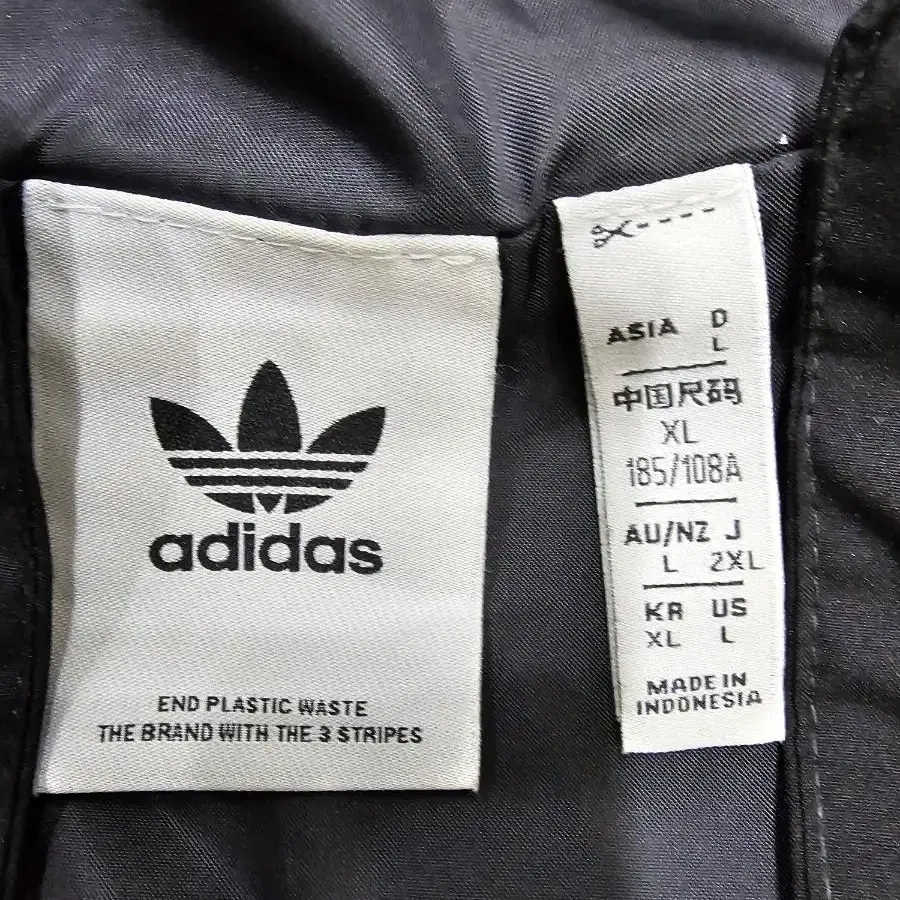 adidas
END PLASTIC WASTE
THE BRAND WITH THE 3 STRIPES
ASIA D
L
中国尺码
XL
185/108A
AU/NZ J
L 2XL
KR US
XL L
MADE IN
INDONESIA